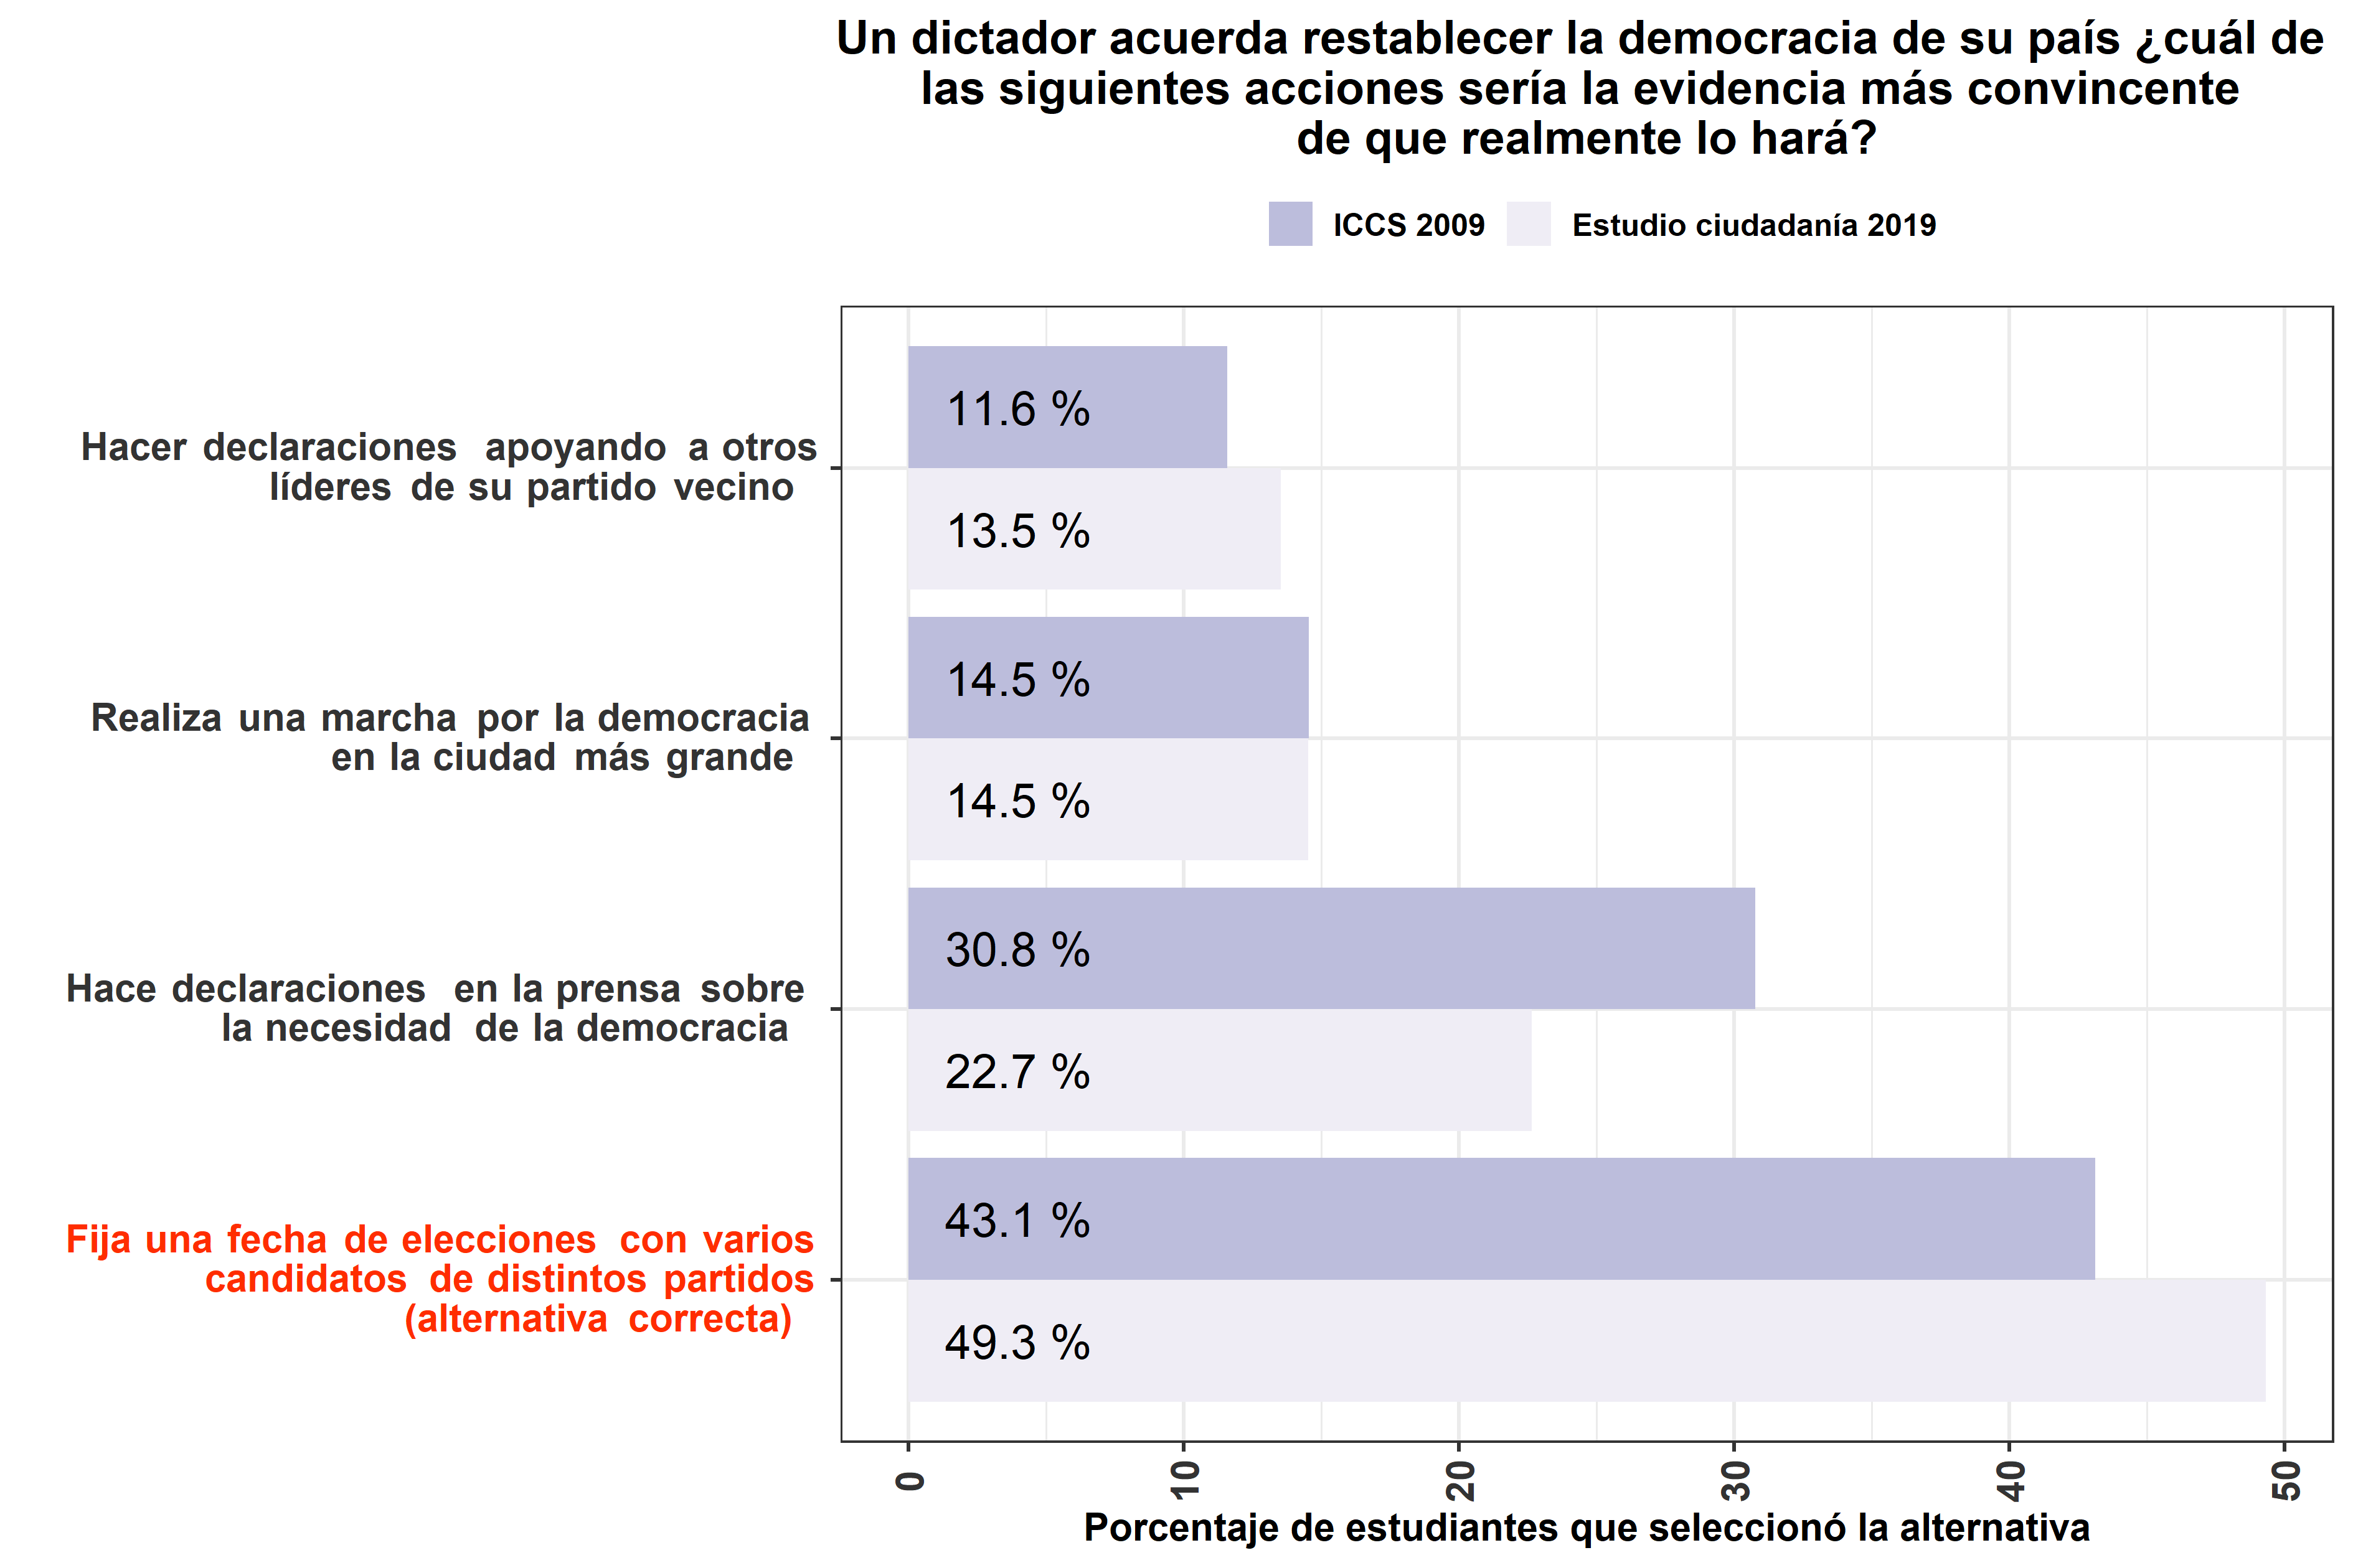 Un dictador acuerda restablecer la democracia de su país ¿cuál de
las siguientes acciones sería la evidencia más convincente
de que realmente lo hará?
ICCS 2009
Estudio ciudadanía 2019
Hacer declaraciones apoyando a otros
líderes de su partido vecino
11.6 %
13.5 %
Realiza una marcha por la democracia
en la ciudad más grande
14.5 %
14.5 %
Hace declaraciones en la prensa sobre
la necesidad de la democracia
30.8 %
22.7 %
Fija una fecha de elecciones con varios
candidatos de distintos partidos
(alternativa correcta)
43.1 %
49.3 %
0
10
20
30
40
50
Porcentaje de estudiantes que seleccionó la alternativa